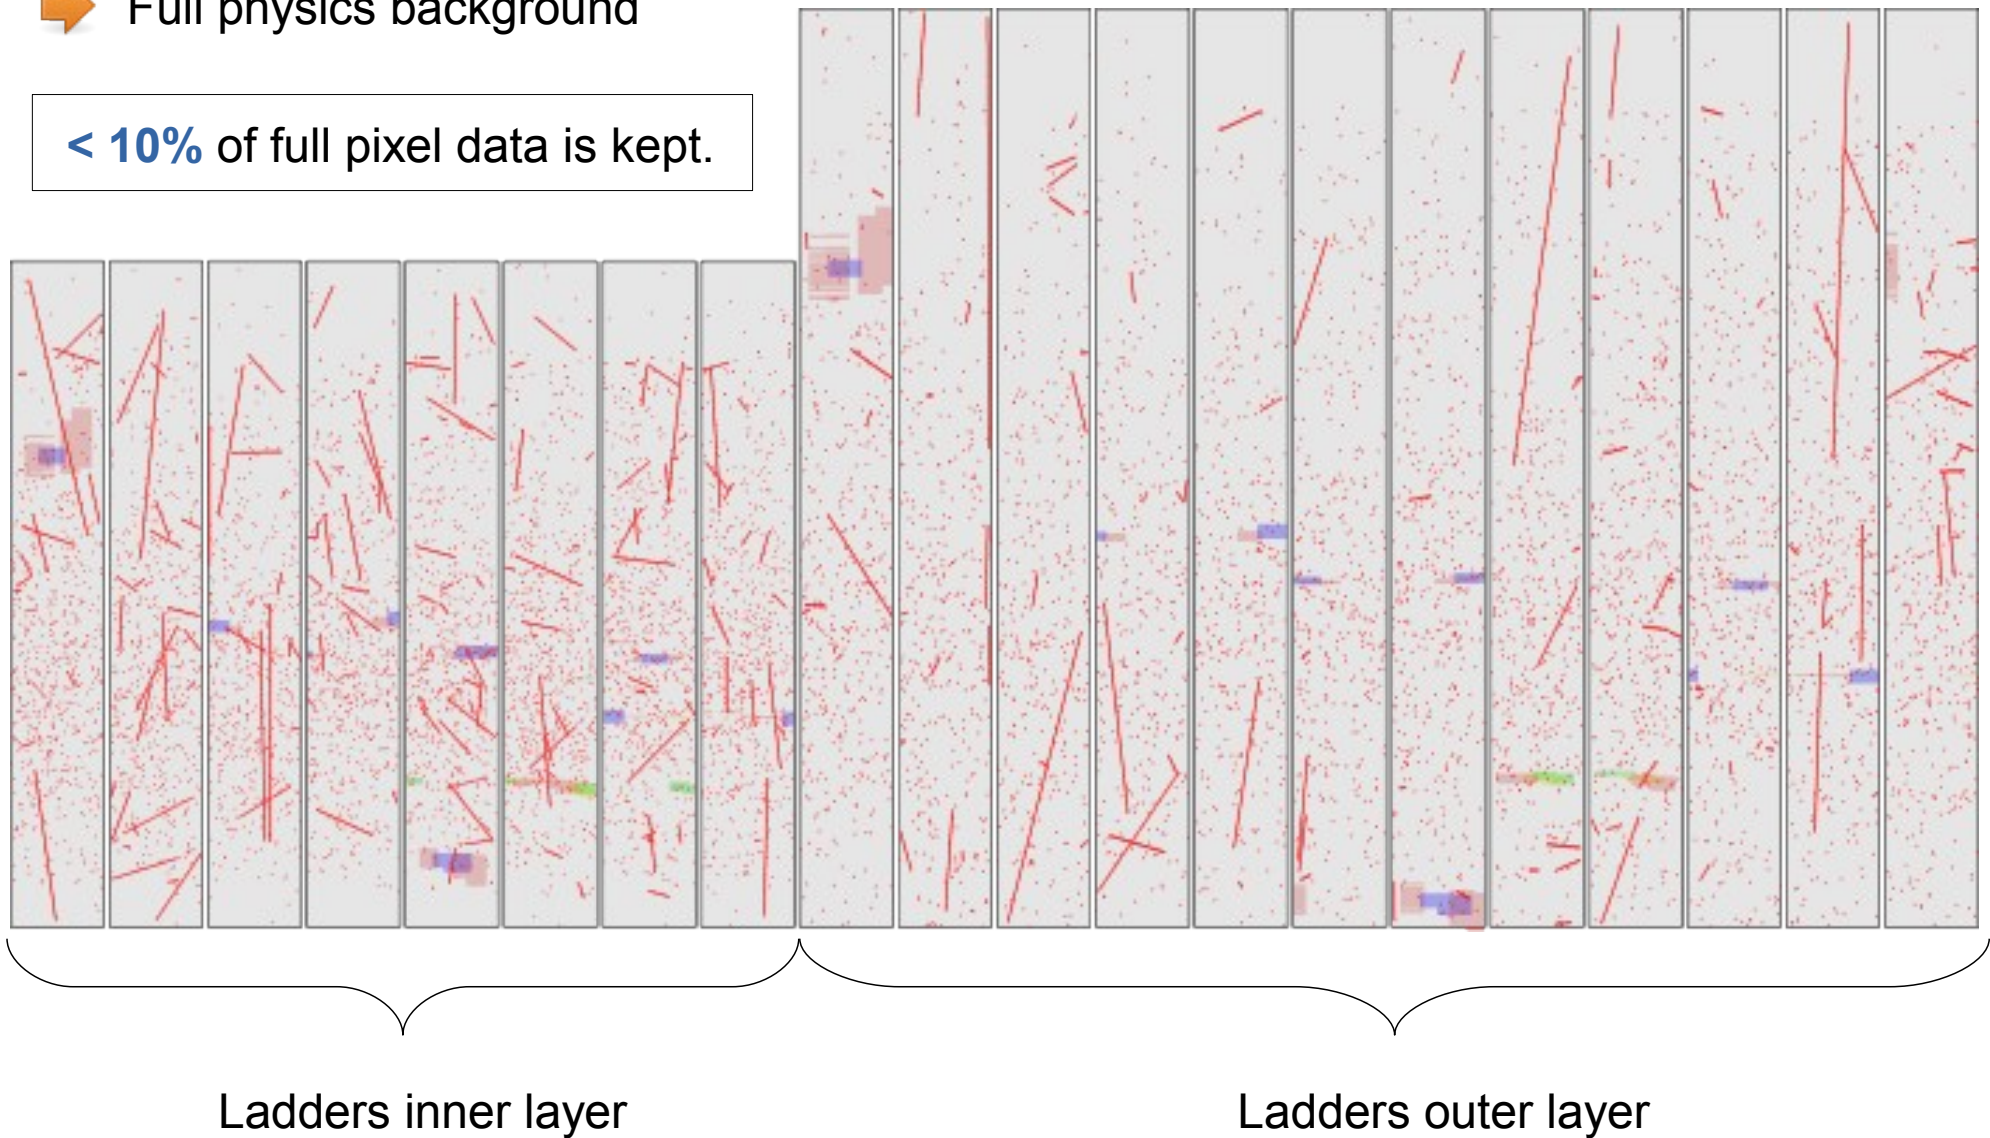 Full physics background
< 10% of full pixel data is kept.
Ladders inner layer
Ladders outer layer